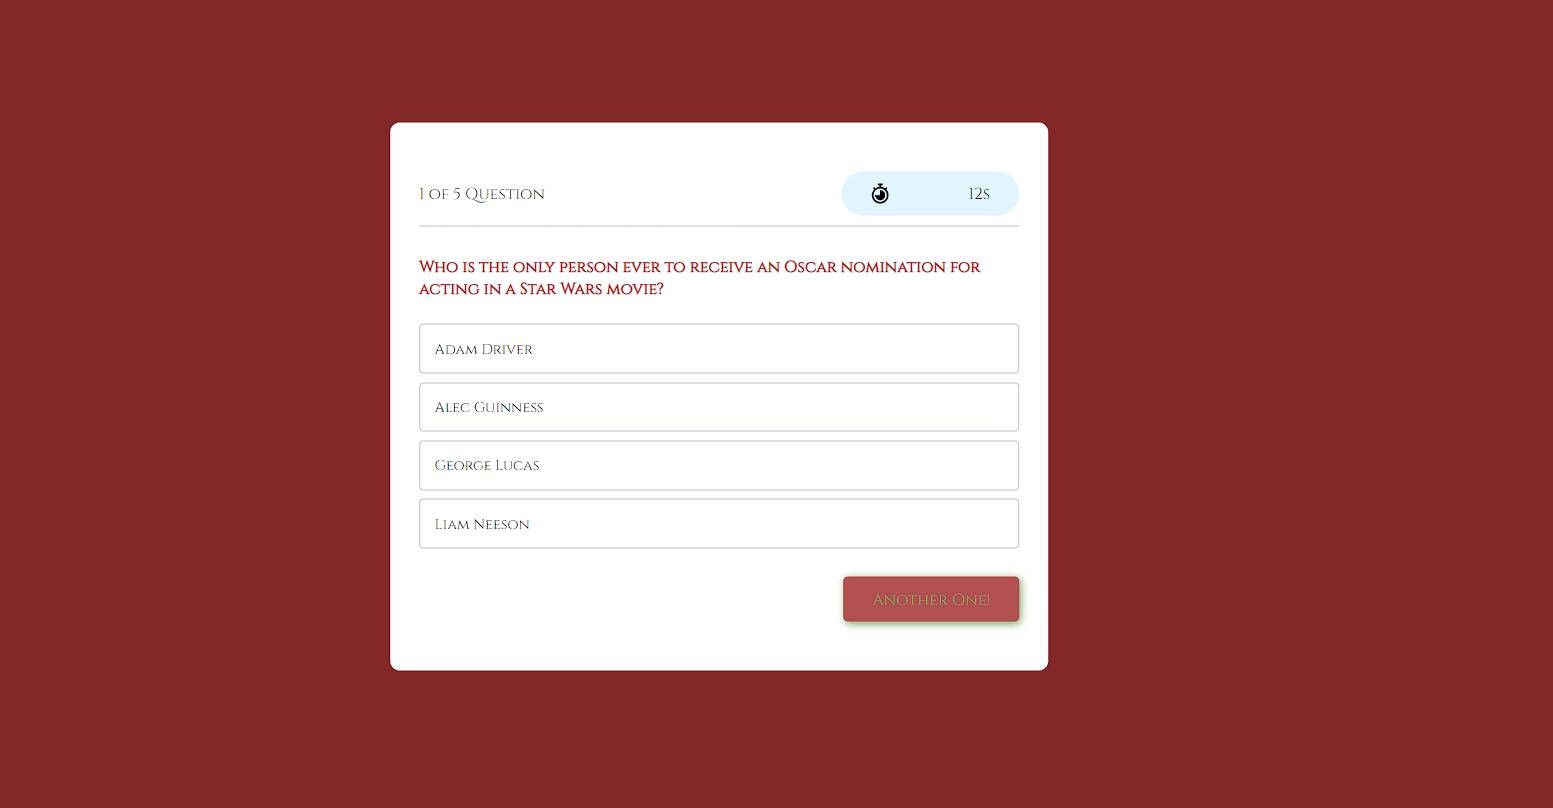 1 of 5 Question
12s
Who is the only person ever to receive an Oscar nomination for
acting in a Star Wars movie?
Adam Driver
Alec Guinness
George Lucas
Liam Neeson
Another One!